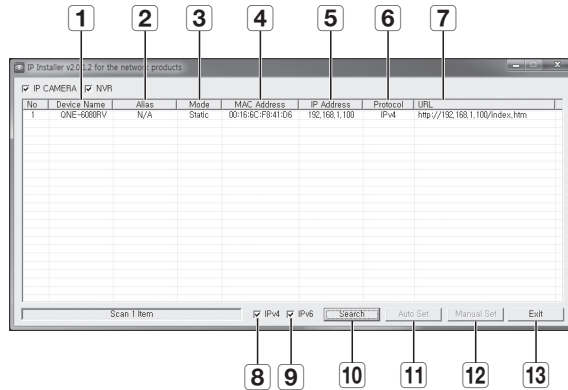 1 2 3 4 5 6 7
IP Installer v2.0.1.2 for the network products
IP CAMERA NVR
No Device Name Alias Mode MAC Address IP Address Protocol URL
1 QNE-6080RV N/A Static 00:16:6C:F8:41:D6 192,168,1,100 IPv4 http://192,168,1,100/index,htm
Scan 1 Item IPv4 IPv6 Search Auto Set Manual Set Exit
8 9 10 11 12 13